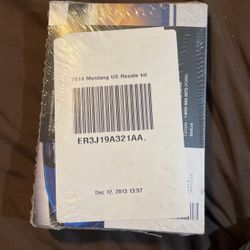 2014 Mustang US Resale kit
ER3J19A321AA.
Dec 12, 2013 13:57